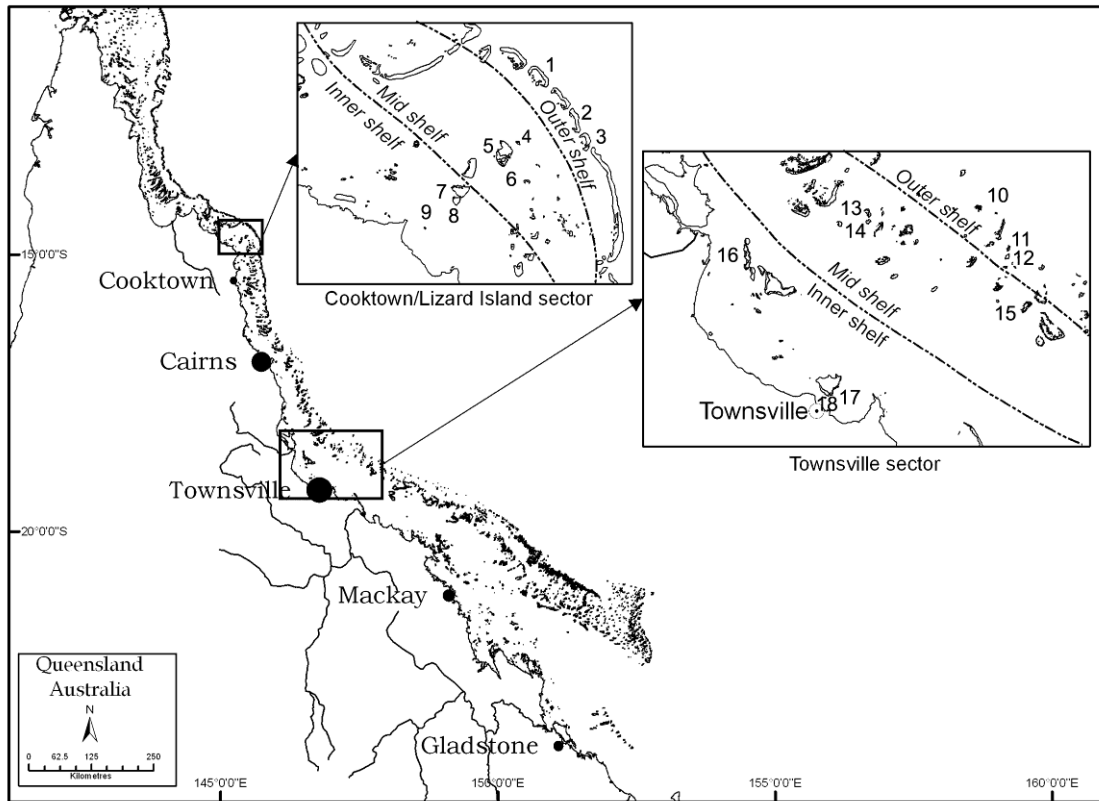 1
2
3
4
5
6
7
8
9
Mid shelf
Inner shelf
Outer shelf
Cooktown/Lizard Island sector
10
11
12
13
14
15
16
17
18
Outer shelf
Mid shelf
Inner shelf
Townsville
Townsville sector
15°0'0"S
Cooktown
Cairns
Townsville
20°0'0"S
Mackay
Gladstone
Queensland
Australia
N
0 62.5 125 250
Kilometres
145°0'0"E
150°0'0"E
155°0'0"E
160°0'0"E